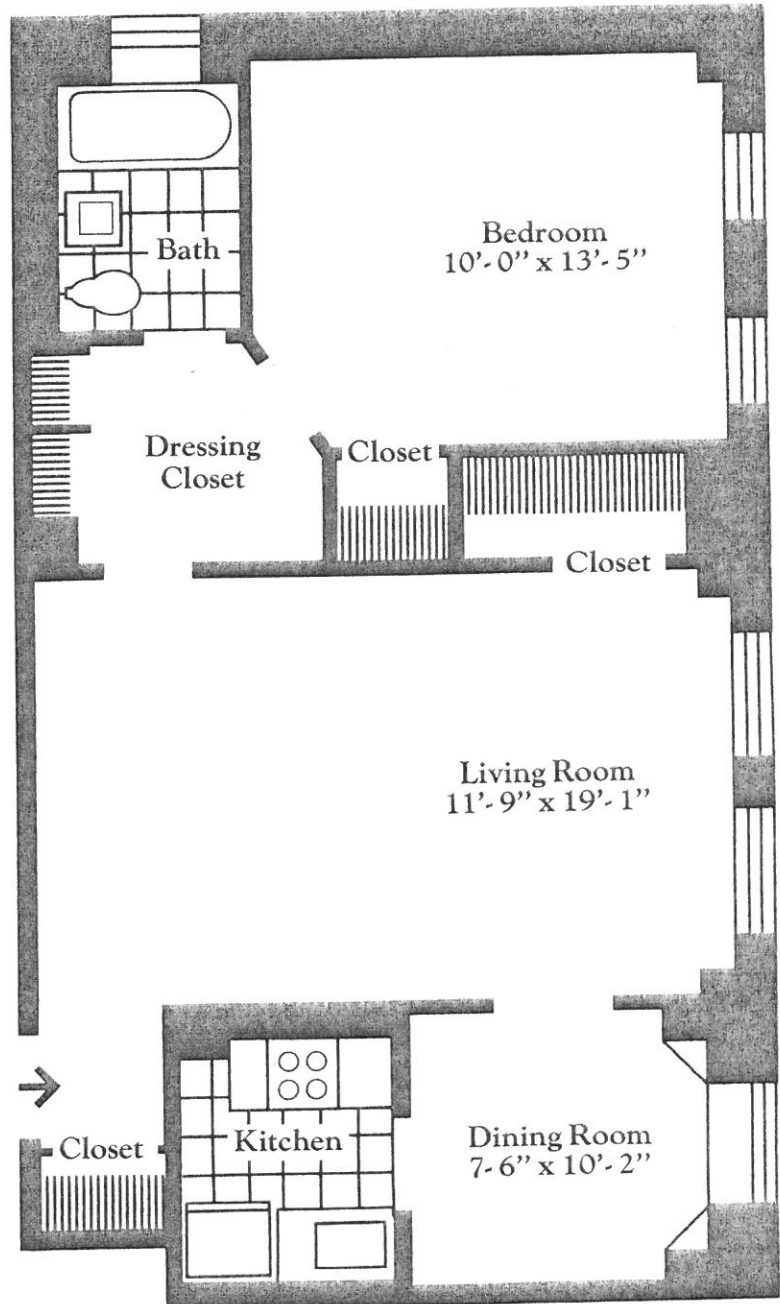 Bedroom
10'-0" x 13'-5"
Bath
Dressing
Closet
Closet
Closet
Living Room
11'-9" x 19'-1"
Closet
Kitchen
Dining Room
7-6" x 10'-2"